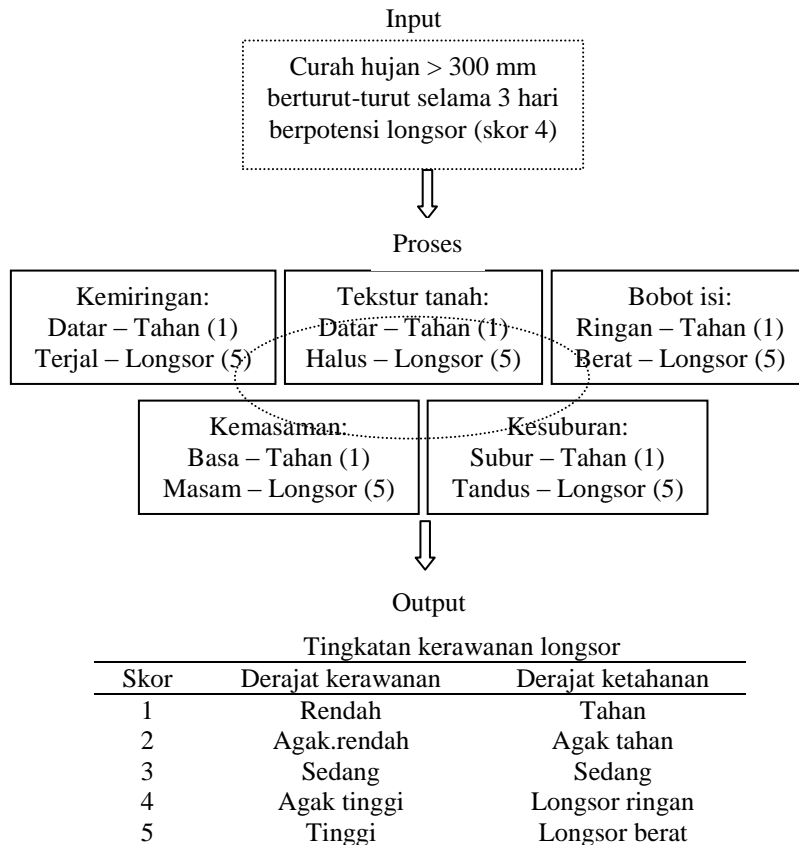 Input
Curah hujan > 300 mm
berturut-turut selama 3 hari
berpotensi longsor (skor 4)
Proses
Kemiringan:
Datar – Tahan (1)
Terjal – Longsor (5)
Tekstur tanah:
Datar – Tahan (1)
Halus – Longsor (5)
Bobot isi:
Ringan – Tahan (1)
Berat – Longsor (5)
Kemasaman:
Basa – Tahan (1)
Masam – Longsor (5)
Kesuburan:
Subur – Tahan (1)
Tandus – Longsor (5)
Output
Tingkatan kerawanan longsor
Skor Derajat kerawanan Derajat ketahanan
1 Rendah Tahan
2 Agak.rendah Agak tahan
3 Sedang Sedang
4 Agak tinggi Longsor ringan
5 Tinggi Longsor berat